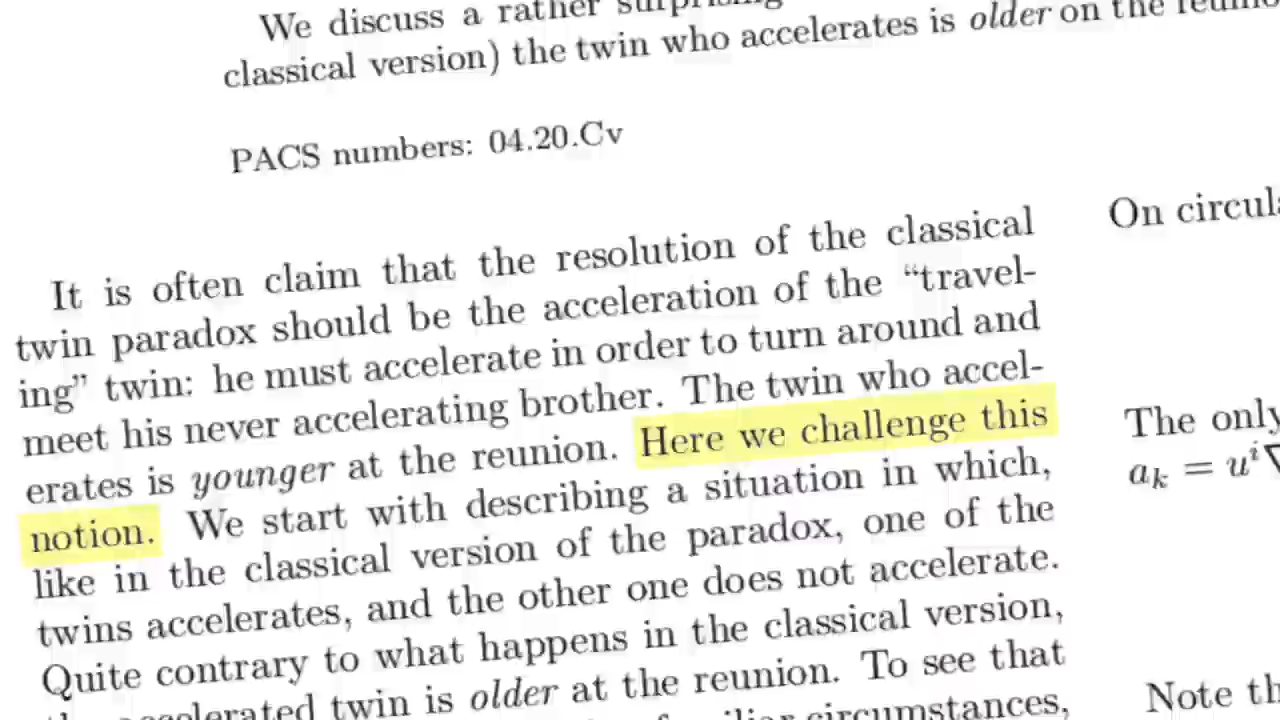 We discuss a rather surprising
classical version) the twin who accelerates is older on the
PACS numbers: 04.20.Cv
It is often claim that the resolution of the classical
twin paradox should be the acceleration of the “travel-
ing” twin: he must accelerate in order to turn around and
meet his never accelerating brother. The twin who accel-
erates is younger at the reunion. Here we challenge this
notion. We start with describing a situation in which,
like in the classical version of the paradox, one of the
twins accelerates, and the other one does not accelerate.
Quite contrary to what happens in the classical version,
the accelerated twin is older at the reunion. To see that
circumstances,
On circul
The only
aₖ = uⁱ∇
Note th